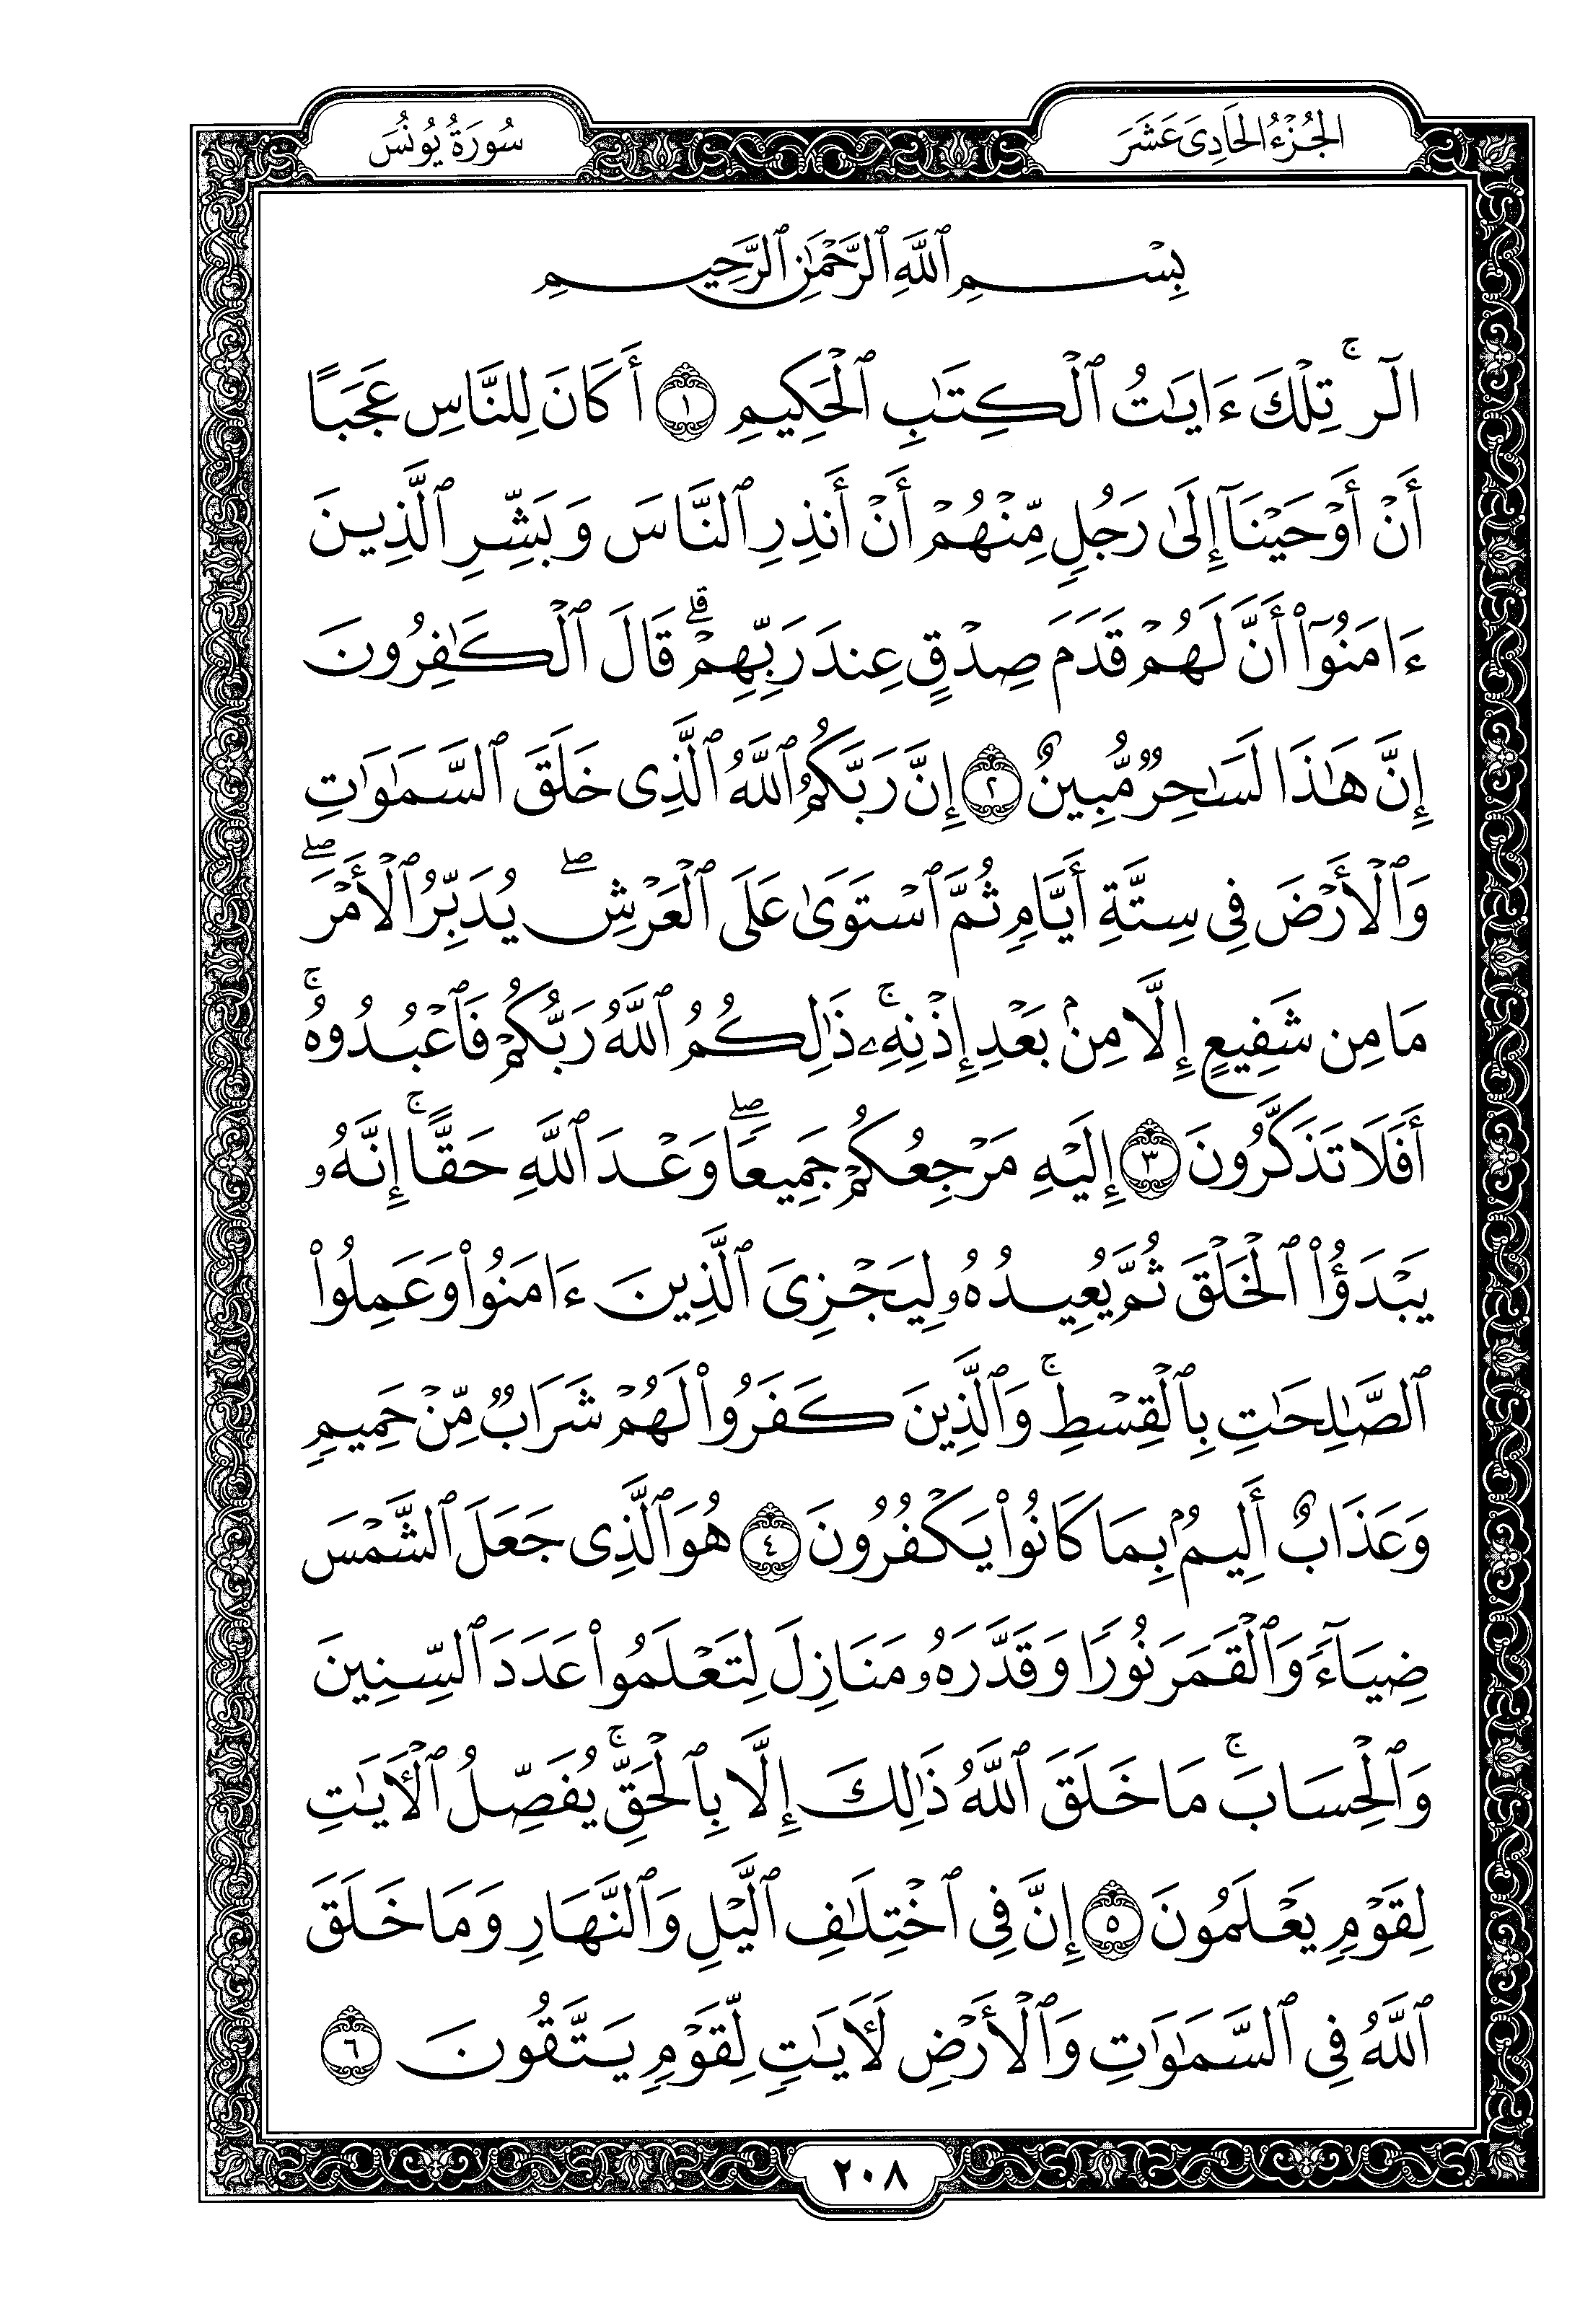 الجُزْءُ الحَادِى عَشَرَ
سُورَةُ يُونُسَ
بِسْمِ ٱللَّهِ ٱلرَّحْمَٰنِ ٱلرَّحِيمِ
الٓرۚ تِلْكَ ءَايَٰتُ ٱلْكِتَٰبِ ٱلْحَكِيمِ ١ أَكَانَ لِلنَّاسِ عَجَبًا
أَنْ أَوْحَيْنَآ إِلَىٰ رَجُلٍ مِّنْهُمْ أَنْ أَنذِرِ ٱلنَّاسَ وَبَشِّرِ ٱلَّذِينَ
ءَامَنُوٓا۟ أَنَّ لَهُمْ قَدَمَ صِدْقٍ عِندَ رَبِّهِمْۗ قَالَ ٱلْكَٰفِرُونَ
إِنَّ هَٰذَا لَسَٰحِرٌ مُّبِينٌ ٢ إِنَّ رَبَّكُمُ ٱللَّهُ ٱلَّذِى خَلَقَ ٱلسَّمَٰوَٰتِ
وَٱلْأَرْضَ فِى سِتَّةِ أَيَّامٍ ثُمَّ ٱسْتَوَىٰ عَلَى ٱلْعَرْشِۖ يُدَبِّرُ ٱلْأَمْرَۖ
مَا مِن شَفِيعٍ إِلَّا مِنۢ بَعْدِ إِذْنِهِۦۚ ذَٰلِكُمُ ٱللَّهُ رَبُّكُمْ فَٱعْبُدُوهُۚ
أَفَلَا تَذَكَّرُونَ ٣ إِلَيْهِ مَرْجِعُكُمْ جَمِيعًاۖ وَعْدَ ٱللَّهِ حَقًّاۚ إِنَّهُۥ
يَبْدَؤُا۟ ٱلْخَلْقَ ثُمَّ يُعِيدُهُۥ لِيَجْزِىَ ٱلَّذِينَ ءَامَنُوا۟ وَعَمِلُوا۟
ٱلصَّٰلِحَٰتِ بِٱلْقِسْطِۚ وَٱلَّذِينَ كَفَرُوا۟ لَهُمْ شَرَابٌ مِّنْ حَمِيمٍ
وَعَذَابٌ أَلِيمٌۢ بِمَا كَانُوا۟ يَكْفُرُونَ ٤ هُوَ ٱلَّذِى جَعَلَ ٱلشَّمْسَ
ضِيَآءً وَٱلْقَمَرَ نُورًا وَقَدَّرَهُۥ مَنَازِلَ لِتَعْلَمُوا۟ عَدَدَ ٱلسِّنِينَ
وَٱلْحِسَابَۚ مَا خَلَقَ ٱللَّهُ ذَٰلِكَ إِلَّا بِٱلْحَقِّۚ يُفَصِّلُ ٱلْءَايَٰتِ
لِقَوْمٍ يَعْلَمُونَ ٥ إِنَّ فِى ٱخْتِلَٰفِ ٱلَّيْلِ وَٱلنَّهَارِ وَمَا خَلَقَ
ٱللَّهُ فِى ٱلسَّمَٰوَٰتِ وَٱلْأَرْضِ لَءَايَٰتٍ لِّقَوْمٍ يَتَّقُونَ ٦
٢٠٨